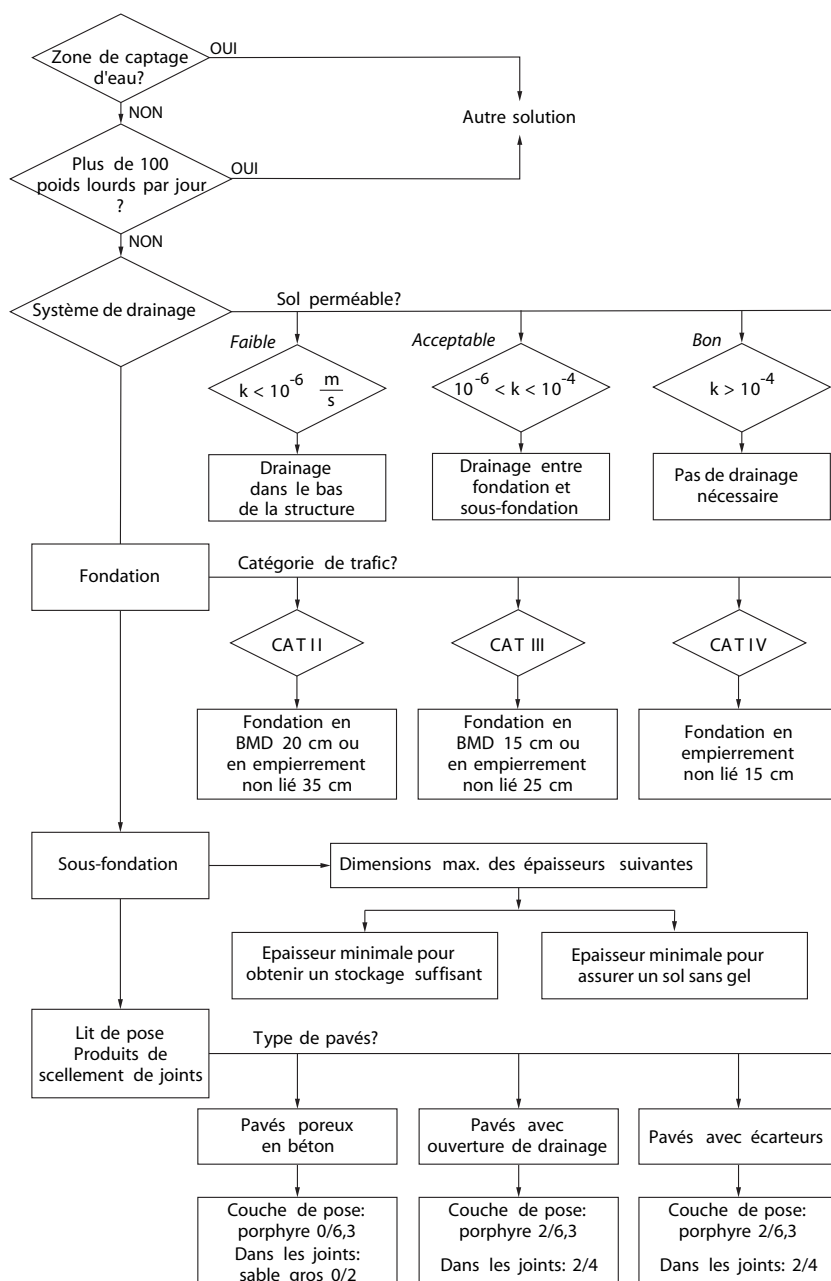 Zone de captage
d'eau?
OUI
NON
Autre solution
Plus de 100
poids lourds par jour
?
OUI
NON
Système de drainage
Sol perméable?
Faible
Acceptable
Bon
k < 10⁻⁶ m/s
10⁻⁶ < k < 10⁻⁴
k > 10⁻⁴
Drainage
dans le bas
de la structure
Drainage entre
fondation et
sous-fondation
Pas de drainage
nécessaire
Fondation
Catégorie de trafic?
CAT II
CAT III
CAT IV
Fondation en
BMD 20 cm ou
en empierrement
non lié 35 cm
Fondation en
BMD 15 cm ou
en empierrement
non lié 25 cm
Fondation en
empierrement
non lié 15 cm
Sous-fondation
Dimensions max. des épaisseurs suivantes
Epaisseur minimale pour
obtenir un stockage suffisant
Epaisseur minimale pour
assurer un sol sans gel
Lit de pose
Produits de
scellement de joints
Type de pavés?
Pavés poreux
en béton
Pavés avec
ouverture de drainage
Pavés avec écarteurs
Couche de pose:
porphyre 0/6,3
Dans les joints:
sable gros 0/2
Couche de pose:
porphyre 2/6,3
Dans les joints: 2/4
Couche de pose:
porphyre 2/6,3
Dans les joints: 2/4